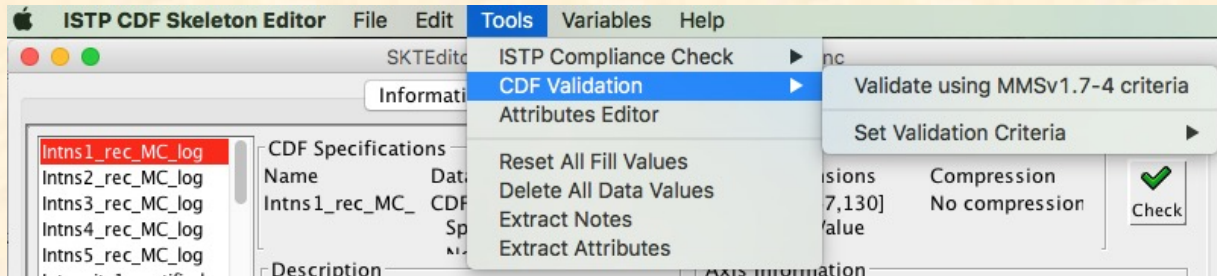 ISTP CDF Skeleton Editor File Edit Tools Variables Help
SKTEdito
nc
ISTP Compliance Check
CDF Validation
Validate using MMSv1.7-4 criteria
Set Validation Criteria
Attributes Editor
Reset All Fill Values
Delete All Data Values
Extract Notes
Extract Attributes
Informati
Intns1_rec_MC_log
Intns2_rec_MC_log
Intns3_rec_MC_log
Intns4_rec_MC_log
Intns5_rec_MC_log
CDF Specifications
Name Dat nsions Compression
Intns1_rec_MC_ CDF 7,130] No compression
Sp alue
Check
Description
Axis Information